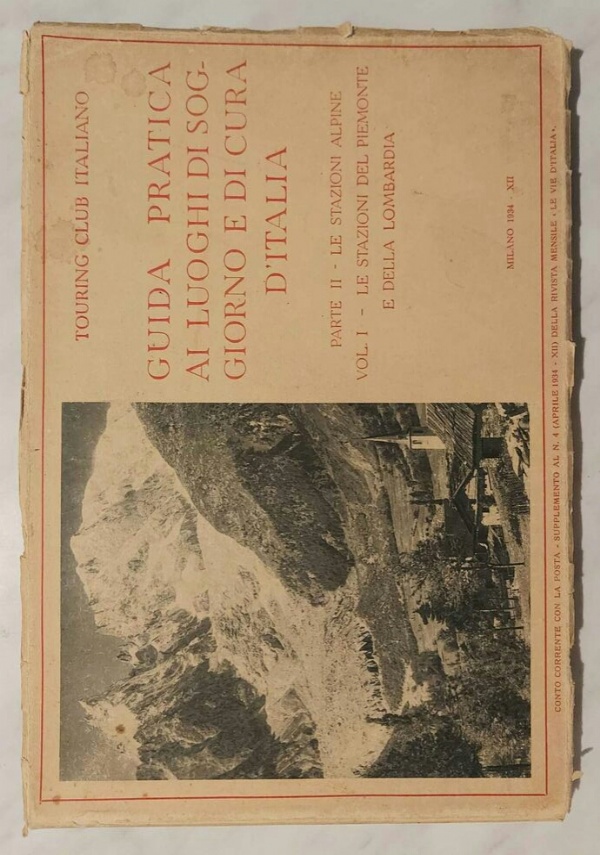 TOURING CLUB ITALIANO
GUIDA PRATICA
AI LUOGHI DI SOG-
GIORNO E DI CURA
D'ITALIA
PARTE II - LE STAZIONI ALPINE
VOL. I - LE STAZIONI DEL PIEMONTE
E DELLA LOMBARDIA
MILANO 1934 - XII
CONTO CORRENTE CON LA POSTA - SUPPLEMENTO AL N. 4 (APRILE 1934 - XII) DELLA RIVISTA MENSILE «LE VIE D'ITALIA».